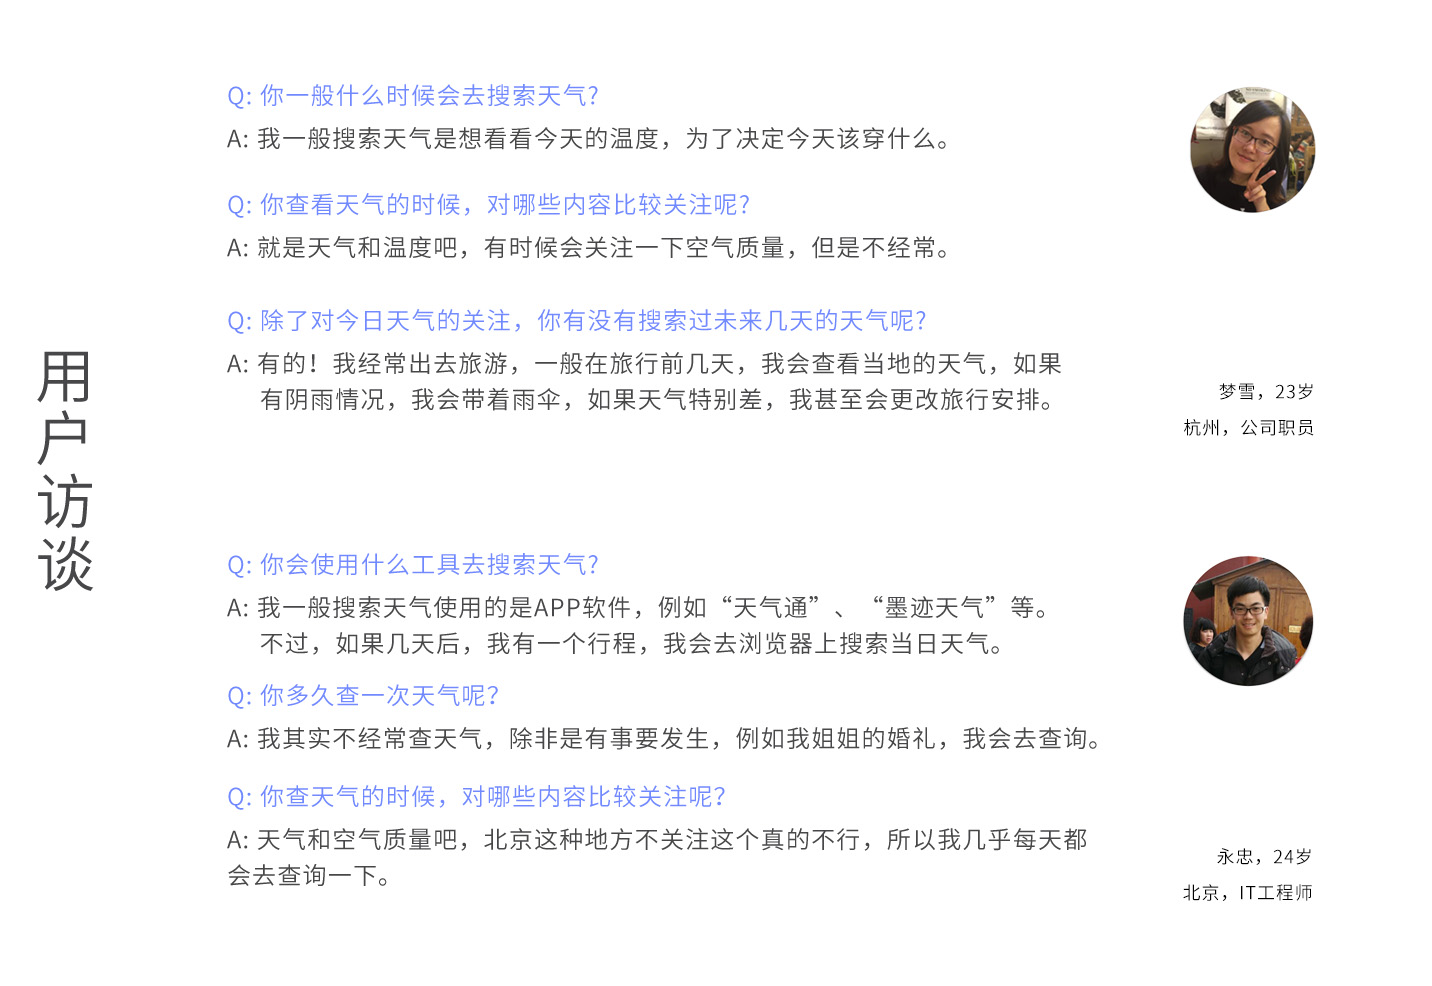 用户访谈
Q: 你一般什么时候会去搜索天气?
A: 我一般搜索天气是想看看今天的温度，为了决定今天该穿什么。
Q: 你查看天气的时候，对哪些内容比较关注呢?
A: 就是天气和温度吧，有时候会关注一下空气质量，但是不经常。
Q: 除了对今日天气的关注，你有没有搜索过未来几天的天气呢?
A: 有的！我经常出去旅游，一般在旅行前几天，我会查看当地的天气，如果
有阴雨情况，我会带着雨伞，如果天气特别差，我甚至会更改旅行安排。
梦雪，23岁
杭州，公司职员
Q: 你会使用什么工具去搜索天气?
A: 我一般搜索天气使用的是APP软件，例如“天气通”、“墨迹天气”等。
不过，如果几天后，我有一个行程，我会去浏览器上搜索当日天气。
Q: 你多久查一次天气呢？
A: 我其实不经常查天气，除非是有事要发生，例如我姐姐的婚礼，我会去查询。
Q: 你查天气的时候，对哪些内容比较关注呢？
A: 天气和空气质量吧，北京这种地方不关注这个真的不行，所以我几乎每天都
会去查询一下。
永忠，24岁
北京，IT工程师